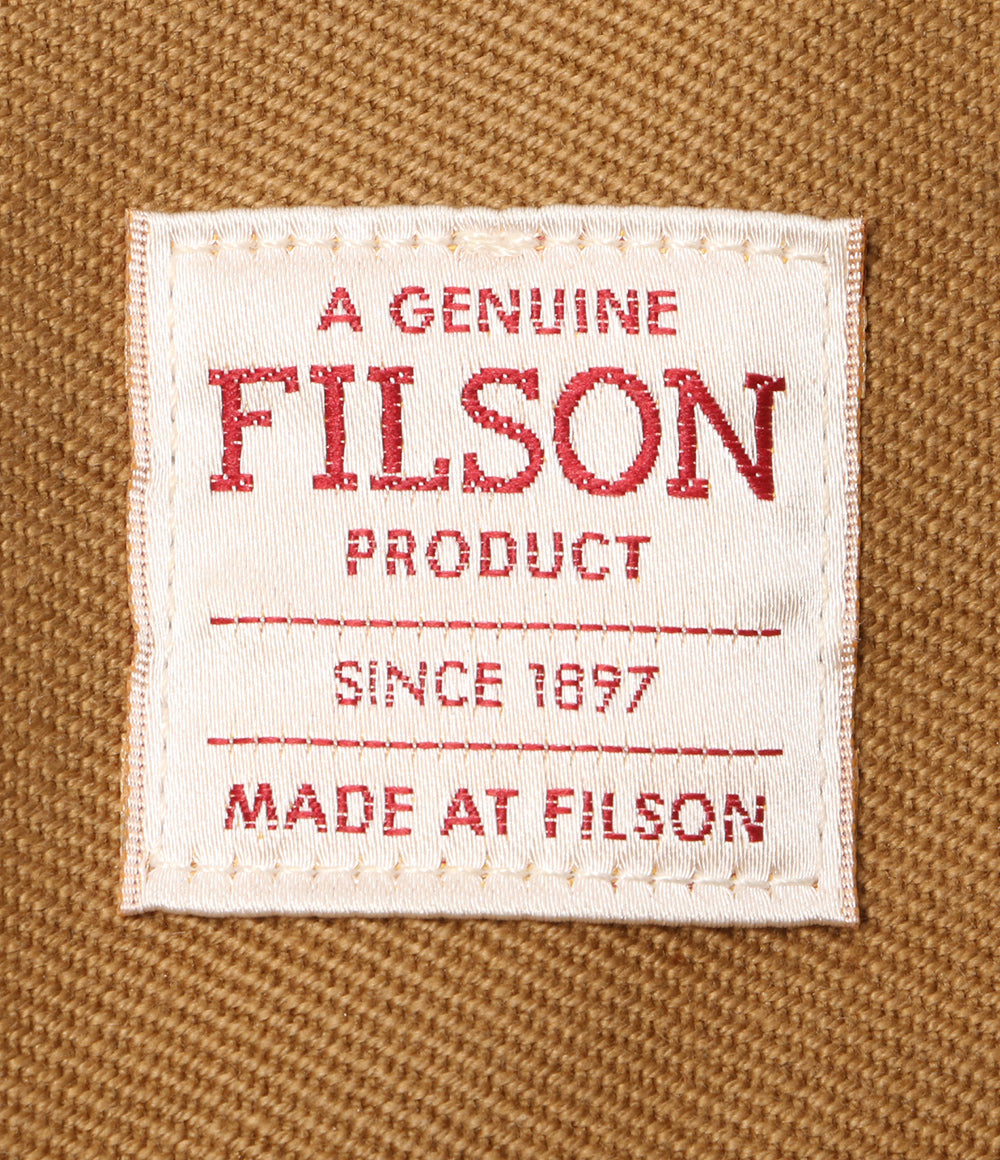 A GENUINE
FILSON
PRODUCT
SINCE 1897
MADE AT FILSON